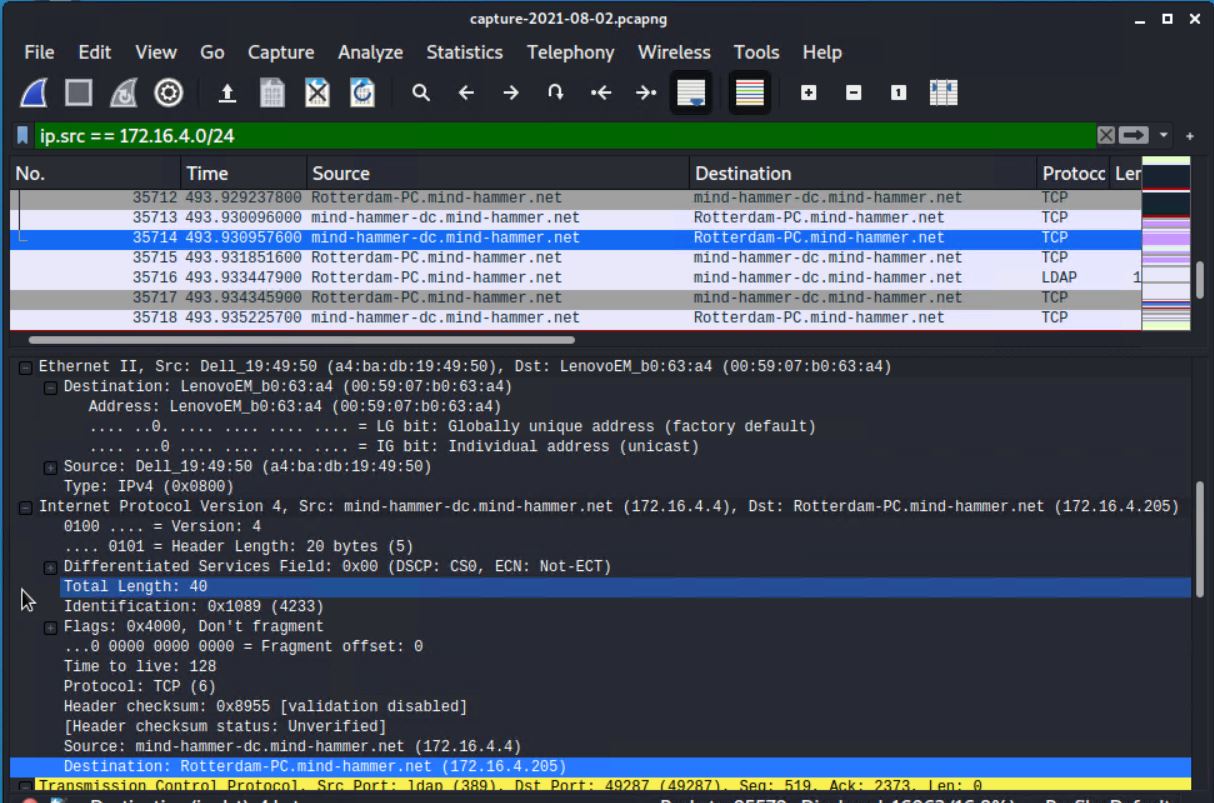 capture-2021-08-02.pcapng
File Edit View Go Capture Analyze Statistics Telephony Wireless Tools Help
ip.src == 172.16.4.0/24
No. Time Source Destination Protocc Ler
35712 493.929237800 Rotterdam-PC.mind-hammer.net mind-hammer-dc.mind-hammer.net TCP
35713 493.930096000 mind-hammer-dc.mind-hammer.net Rotterdam-PC.mind-hammer.net TCP
35714 493.930957600 mind-hammer-dc.mind-hammer.net Rotterdam-PC.mind-hammer.net TCP
35715 493.931851600 Rotterdam-PC.mind-hammer.net mind-hammer-dc.mind-hammer.net TCP
35716 493.933447900 Rotterdam-PC.mind-hammer.net mind-hammer-dc.mind-hammer.net LDAP 1
35717 493.934345900 Rotterdam-PC.mind-hammer.net mind-hammer-dc.mind-hammer.net TCP
35718 493.935225700 mind-hammer-dc.mind-hammer.net Rotterdam-PC.mind-hammer.net TCP
Ethernet II, Src: Dell_19:49:50 (a4:ba:db:19:49:50), Dst: LenovoEM_b0:63:a4 (00:59:07:b0:63:a4)
Destination: LenovoEM_b0:63:a4 (00:59:07:b0:63:a4)
Address: LenovoEM_b0:63:a4 (00:59:07:b0:63:a4)
.... ..0. .... .... .... .... = LG bit: Globally unique address (factory default)
.... ...0 .... .... .... .... = IG bit: Individual address (unicast)
Source: Dell_19:49:50 (a4:ba:db:19:49:50)
Type: IPv4 (0x0800)
Internet Protocol Version 4, Src: mind-hammer-dc.mind-hammer.net (172.16.4.4), Dst: Rotterdam-PC.mind-hammer.net (172.16.4.205)
0100 .... = Version: 4
.... 0101 = Header Length: 20 bytes (5)
Differentiated Services Field: 0x00 (DSCP: CS0, ECN: Not-ECT)
Total Length: 40
Identification: 0x1089 (4233)
Flags: 0x4000, Don't fragment
...0 0000 0000 0000 = Fragment offset: 0
Time to live: 128
Protocol: TCP (6)
Header checksum: 0x8955 [validation disabled]
[Header checksum status: Unverified]
Source: mind-hammer-dc.mind-hammer.net (172.16.4.4)
Destination: Rotterdam-PC.mind-hammer.net (172.16.4.205)
Transmission Control Protocol, Src Port: ldap (389), Dst Port: 49287 (49287), Seq: 519, Ack: 2373, Len: 0